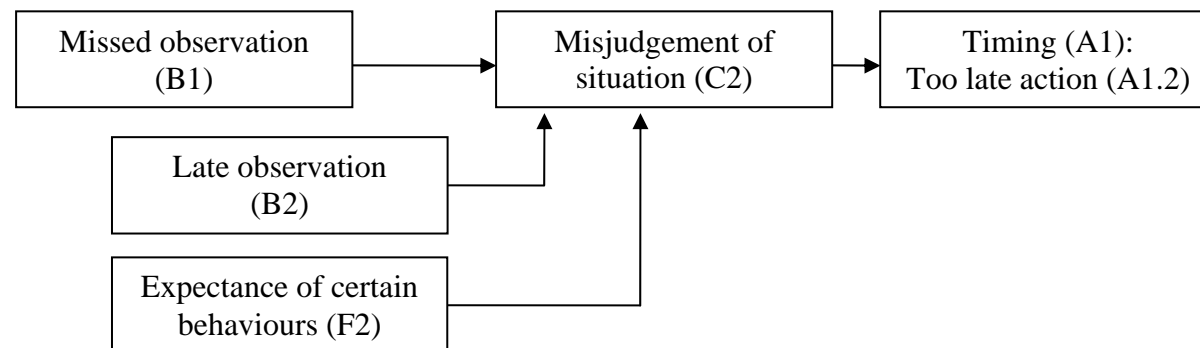 Missed observation
(B1)
Misjudgement of
situation (C2)
Timing (A1):
Too late action (A1.2)
Late observation
(B2)
Expectance of certain
behaviours (F2)